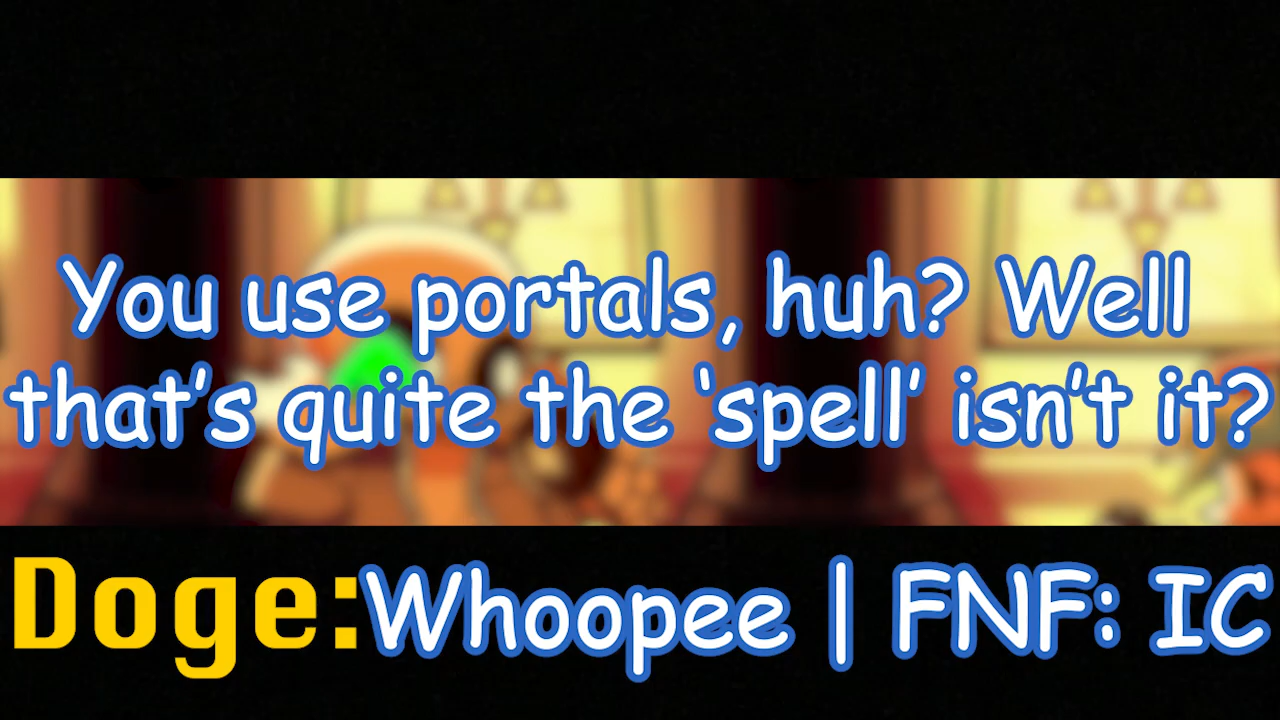 You use portals, huh? Well
that’s quite the ‘spell’ isn’t it?
Doge:Whoopee | FNF: IC